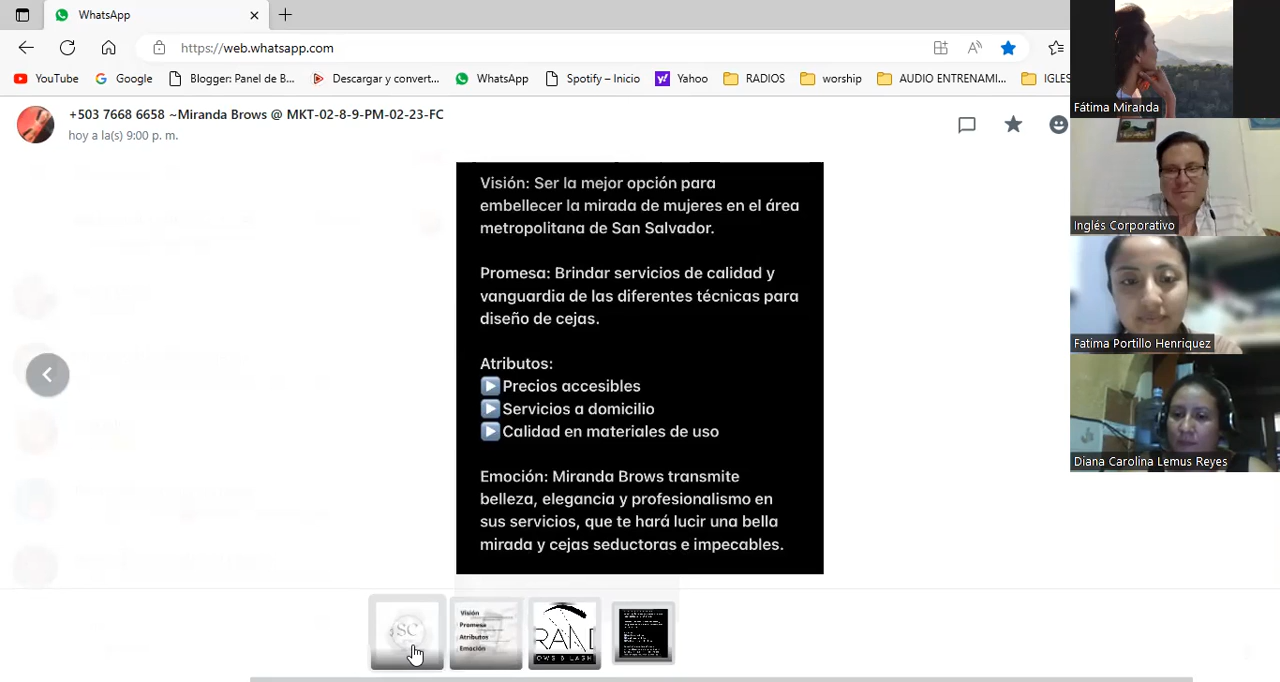 WhatsApp
https://web.whatsapp.com
YouTube
Google
Blogger: Panel de B...
Descargar y convert...
WhatsApp
Spotify – Inicio
Yahoo
RADIOS
worship
AUDIO ENTRENAMI...
IGLES
+503 7668 6658 ~Miranda Brows @ MKT-02-8-9-PM-02-23-FC
hoy a la(s) 9:00 p. m.
Visión: Ser la mejor opción para
embellecer la mirada de mujeres en el área
metropolitana de San Salvador.
Promesa: Brindar servicios de calidad y
vanguardia de las diferentes técnicas para
diseño de cejas.
Atributos:
Precios accesibles
Servicios a domicilio
Calidad en materiales de uso
Emoción: Miranda Brows transmite
belleza, elegancia y profesionalismo en
sus servicios, que te hará lucir una bella
mirada y cejas seductoras e impecables.
SC
Visión
Promesa
Atributos
Emoción
RAND
OWS & LASH
Fátima Miranda
Inglés Corporativo
Fatima Portillo Henriquez
Diana Carolina Lemus Reyes